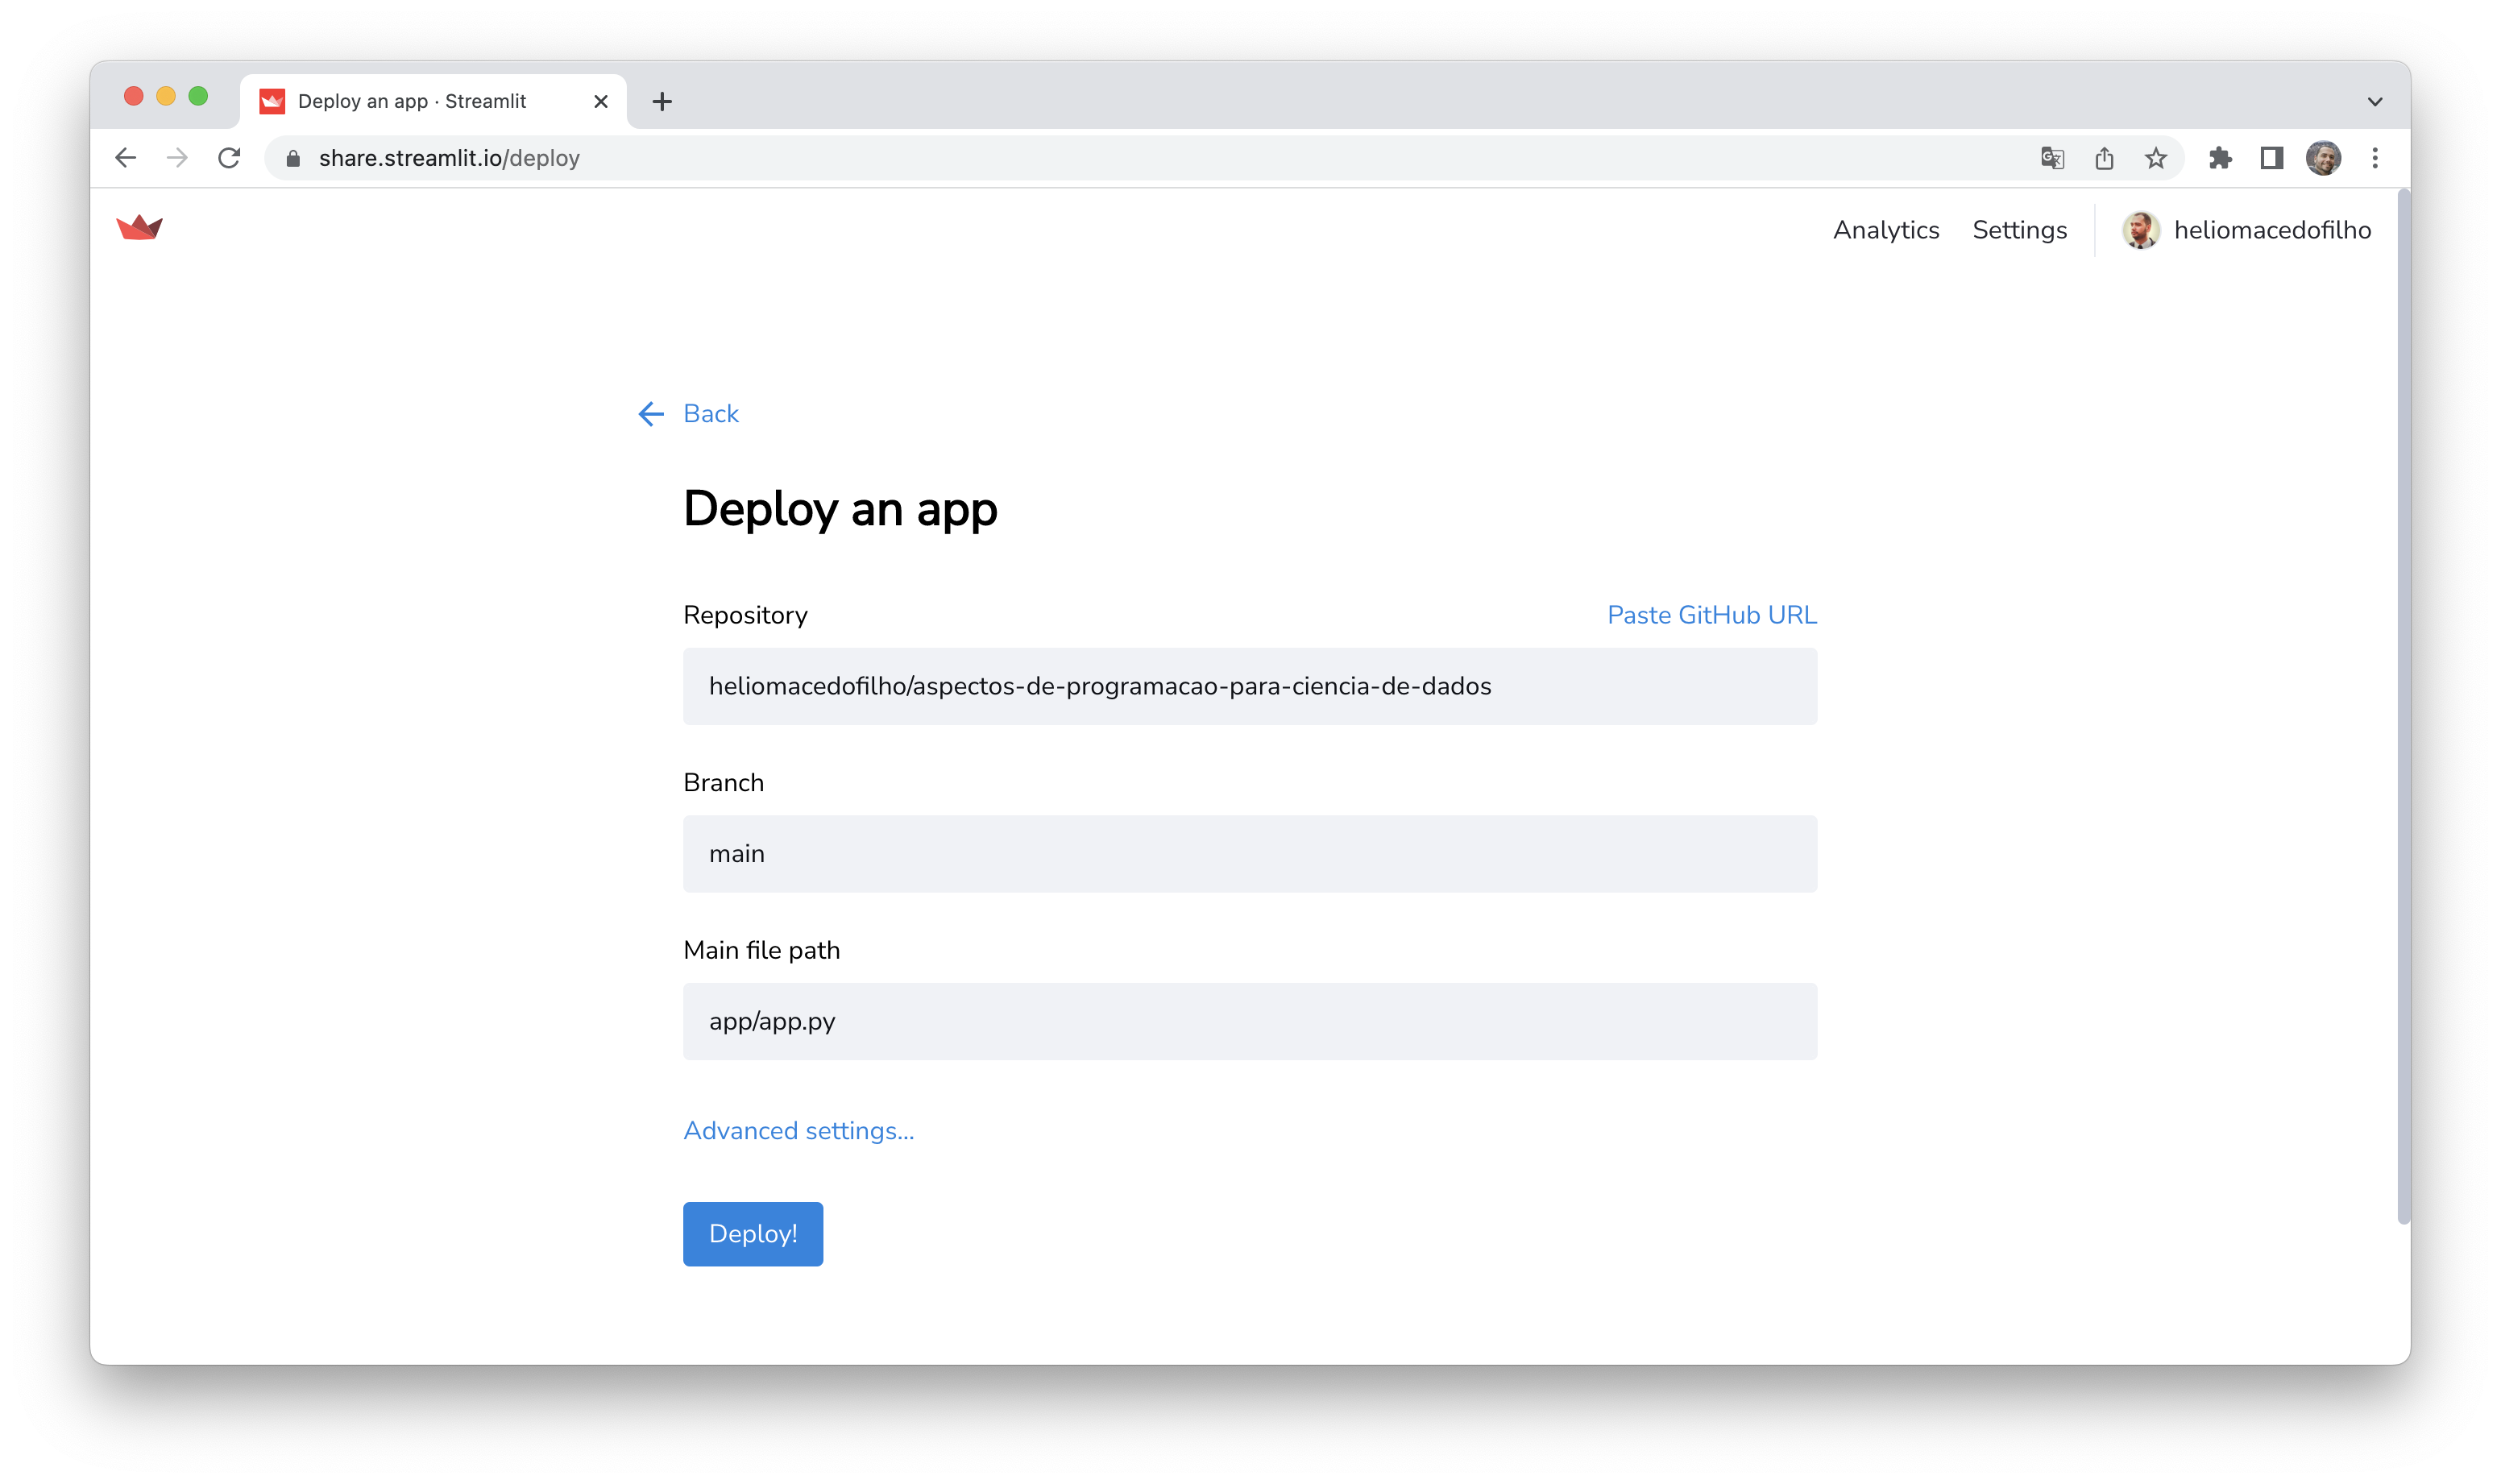 Deploy an app · Streamlit
share.streamlit.io/deploy
Analytics Settings heliomacedofilho
Back
Deploy an app
Repository Paste GitHub URL
heliomacedofilho/aspectos-de-programacao-para-ciencia-de-dados
Branch
main
Main file path
app/app.py
Advanced settings...
Deploy!